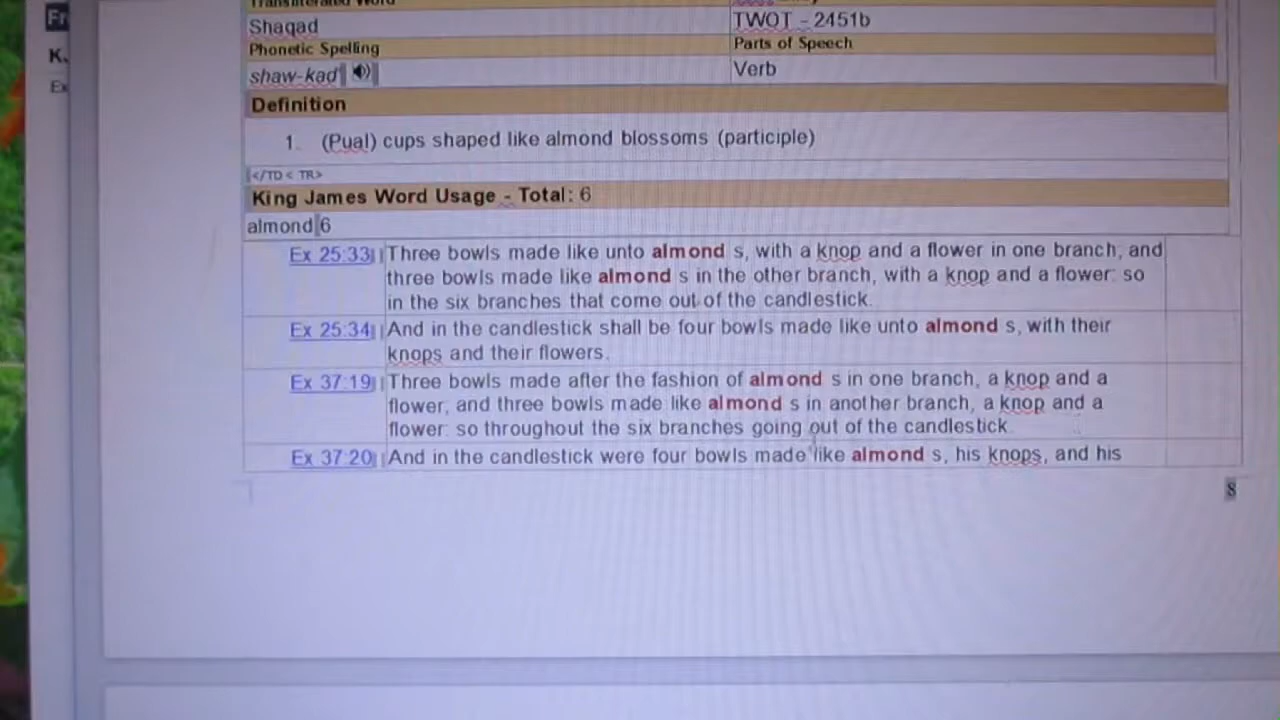 Transliterated Word
Shaqad
TWOT - 2451b
Phonetic Spelling
Parts of Speech
shaw-kad
Verb
Definition
1. (Pual) cups shaped like almond blossoms (participle)
</TD < TR>
King James Word Usage - Total: 6
almond 6
Ex 25:33 Three bowls made like unto almond s, with a knop and a flower in one branch; and
three bowls made like almond s in the other branch, with a knop and a flower: so
in the six branches that come out of the candlestick.
Ex 25:34 And in the candlestick shall be four bowls made like unto almond s, with their
knops and their flowers.
Ex 37:19 Three bowls made after the fashion of almond s in one branch, a knop and a
flower; and three bowls made like almond s in another branch, a knop and a
flower: so throughout the six branches going out of the candlestick.
Ex 37:20 And in the candlestick were four bowls made like almond s, his knops, and his
8
Fr
K
Ex